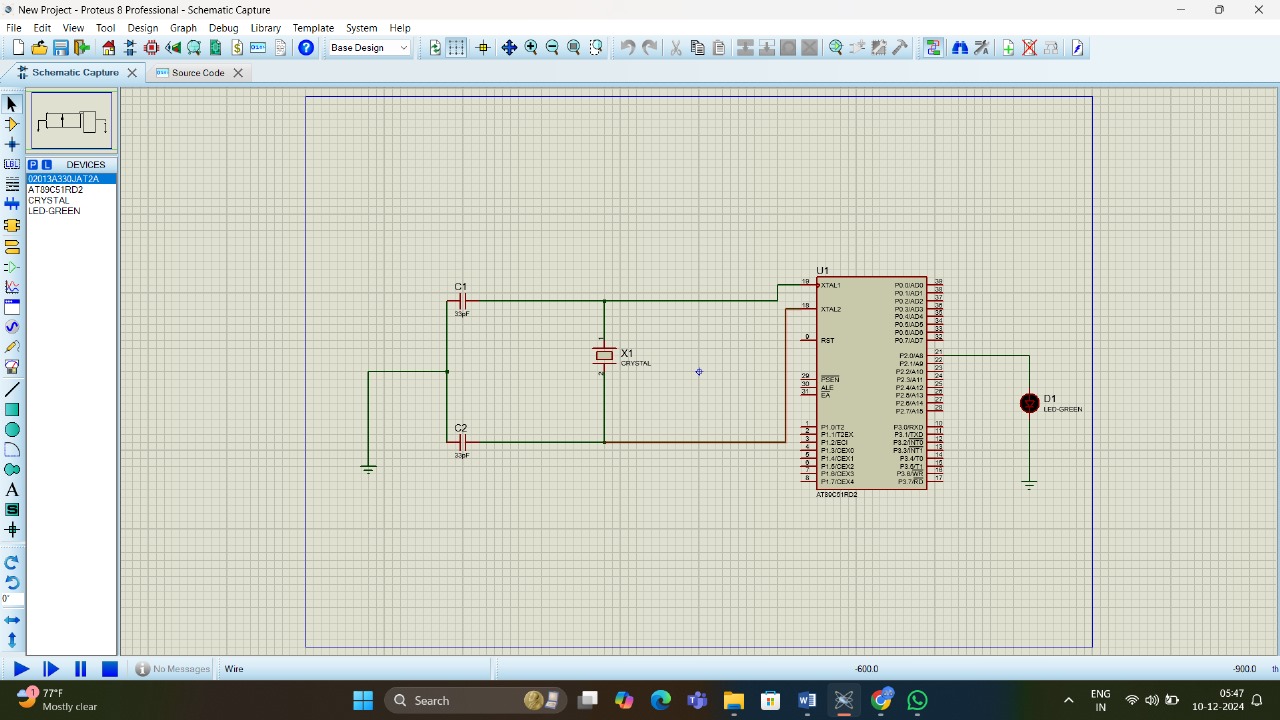 New Project - Proteus 8 Professional - Schematic Capture
File Edit View Tool Design Graph Debug Library Template System Help
Base Design
Schematic Capture Source Code
P L DEVICES
02013A330JAT2A
AT89C51RD2
CRYSTAL
LED-GREEN
LBL
A
S
0°
C1
33pF
C2
33pF
1
X1
CRYSTAL
2
U1
19 XTAL1
18 XTAL2
9 RST
29 PSEN
30 ALE
31 EA
1 P1.0/T2
2 P1.1/T2EX
3 P1.2/ECI
4 P1.3/CEX0
5 P1.4/CEX1
6 P1.5/CEX2
7 P1.6/CEX3
8 P1.7/CEX4
P0.0/AD0 39
P0.1/AD1 38
P0.2/AD2 37
P0.3/AD3 36
P0.4/AD4 35
P0.5/AD5 34
P0.6/AD6 33
P0.7/AD7 32
P2.0/A8 21
P2.1/A9 22
P2.2/A10 23
P2.3/A11 24
P2.4/A12 25
P2.5/A13 26
P2.6/A14 27
P2.7/A15 28
P3.0/RXD 10
P3.1/TXD 11
P3.2/INT0 12
P3.3/INT1 13
P3.4/T0 14
P3.5/T1 15
P3.6/WR 16
P3.7/RD 17
AT89C51RD2
D1
LED-GREEN
No Messages Wire -600.0 -900.0 th
1
77°F
Mostly clear
Search
ENG
IN
05:47
10-12-2024